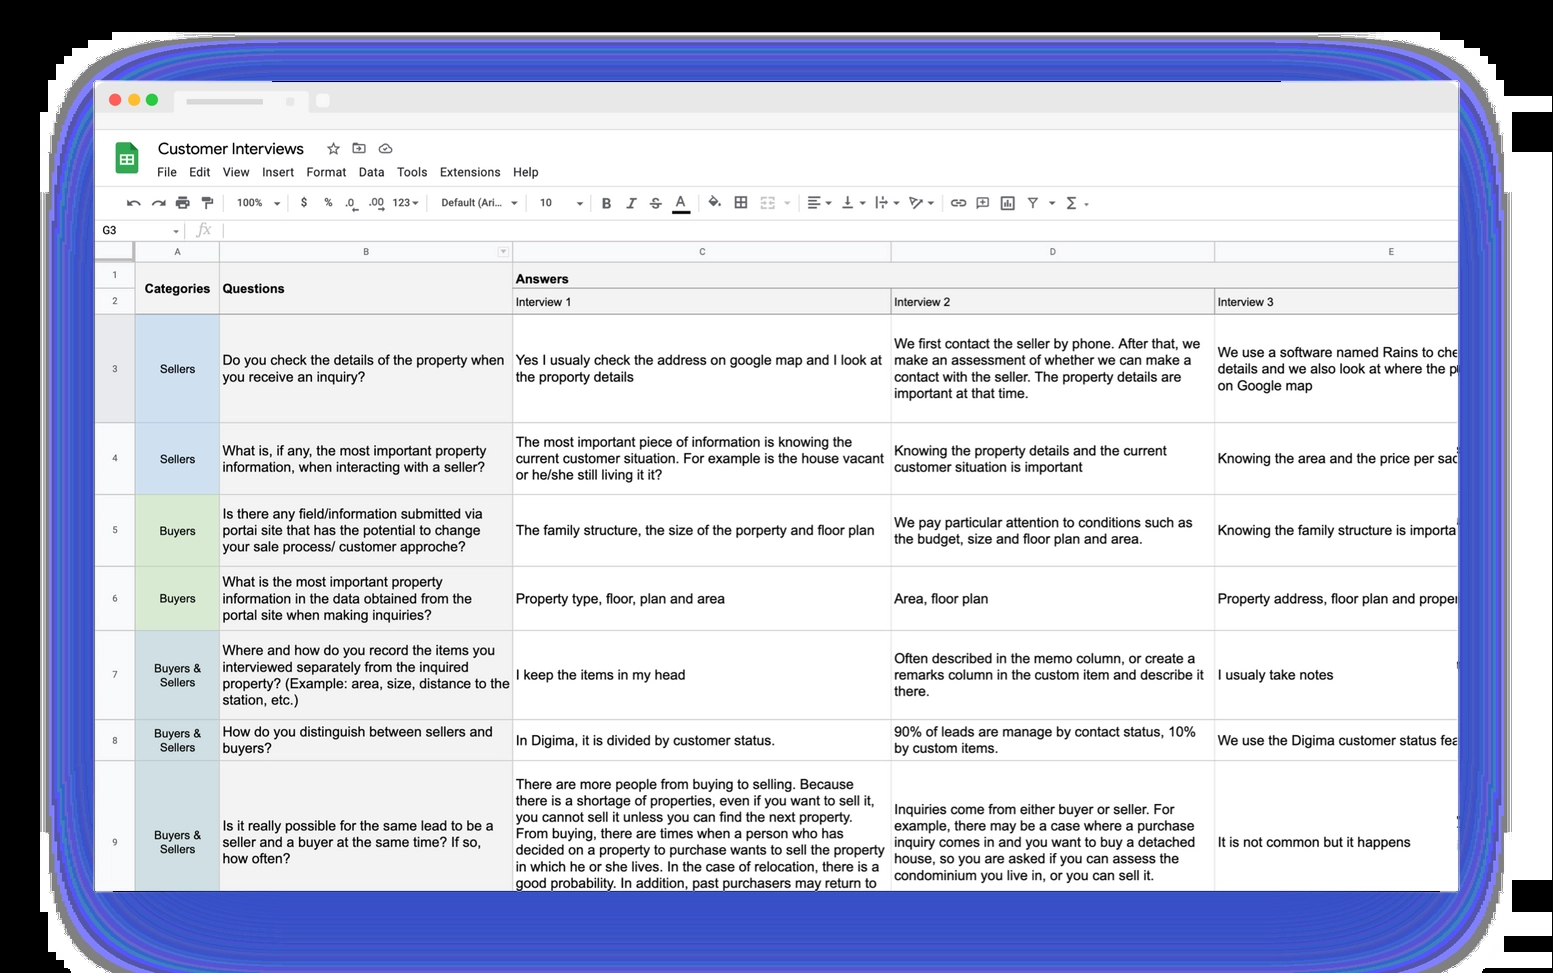 Customer Interviews
File Edit View Insert Format Data Tools Extensions Help
100% $ % .0 .00 123 Default (Ari... 10 B I S A Σ
G3 fx
A B C D E
1 Answers
Categories Questions
2 Interview 1 Interview 2 Interview 3
3
Sellers
Do you check the details of the property when
you receive an inquiry?
Yes I usualy check the address on google map and I look at
the proporty details
We first contact the seller by phone. After that, we
make an assessment of whether we can make a
contact with the seller. The property details are
important at that time.
We use a software named Rains to che
details and we also look at where the p
on Google map
4
Sellers
What is, if any, the most important property
information, when interacting with a seller?
The most important piece of information is knowing the
current customer situation. For example is the house vacant
or he/she still living it it?
Knowing the property details and the current
customer situation is important
Knowing the area and the price per sac
5
Buyers
Is there any field/information submitted via
portai site that has the potential to change
your sale process/ customer approche?
The family structure, the size of the porperty and floor plan
We pay particular attention to conditions such as
the budget, size and floor plan and area.
Knowing the family structure is importa
6
Buyers
What is the most important property
information in the data obtained from the
portal site when making inquiries?
Property type, floor, plan and area
Area, floor plan
Property address, floor plan and proper
7
Buyers &
Sellers
Where and how do you record the items you
interviewed separately from the inquired
property? (Example: area, size, distance to the
station, etc.)
I keep the items in my head
Often described in the memo column, or create a
remarks column in the custom item and describe it
there.
I usualy take notes
8
Buyers &
Sellers
How do you distinguish between sellers and
buyers?
In Digima, it is divided by customer status.
90% of leads are manage by contact status, 10%
by custom items.
We use the Digima customer status fea
9
Buyers &
Sellers
Is it really possible for the same lead to be a
seller and a buyer at the same time? If so,
how often?
There are more people from buying to selling. Because
there is a shortage of properties, even if you want to sell it,
you cannot sell it unless you can find the next property.
From buying, there are times when a person who has
decided on a property to purchase wants to sell the property
in which he or she lives. In the case of relocation, there is a
good probability. In addition, past purchasers may return to
Inquiries come from either buyer or seller. For
example, there may be a case where a purchase
inquiry comes in and you want to buy a detached
house, so you are asked if you can assess the
condominium you live in, or you can sell it.
It is not common but it happens